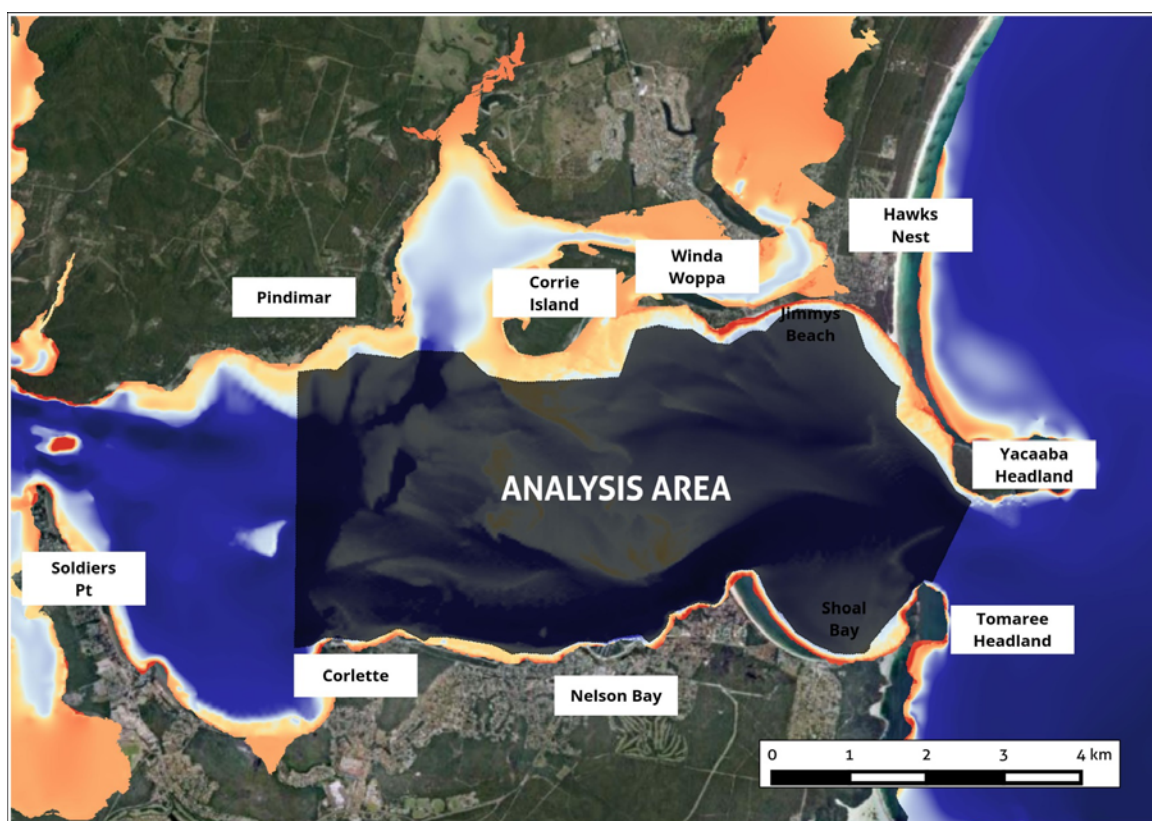 Hawks
Nest
Winda
Woppa
Corrie
Island
Pindimar
Jimmys
Beach
Yacaaba
Headland
ANALYSIS AREA
Soldiers
Pt
Shoal
Bay
Tomaree
Headland
Corlette
Nelson Bay
0 1 2 3 4 km